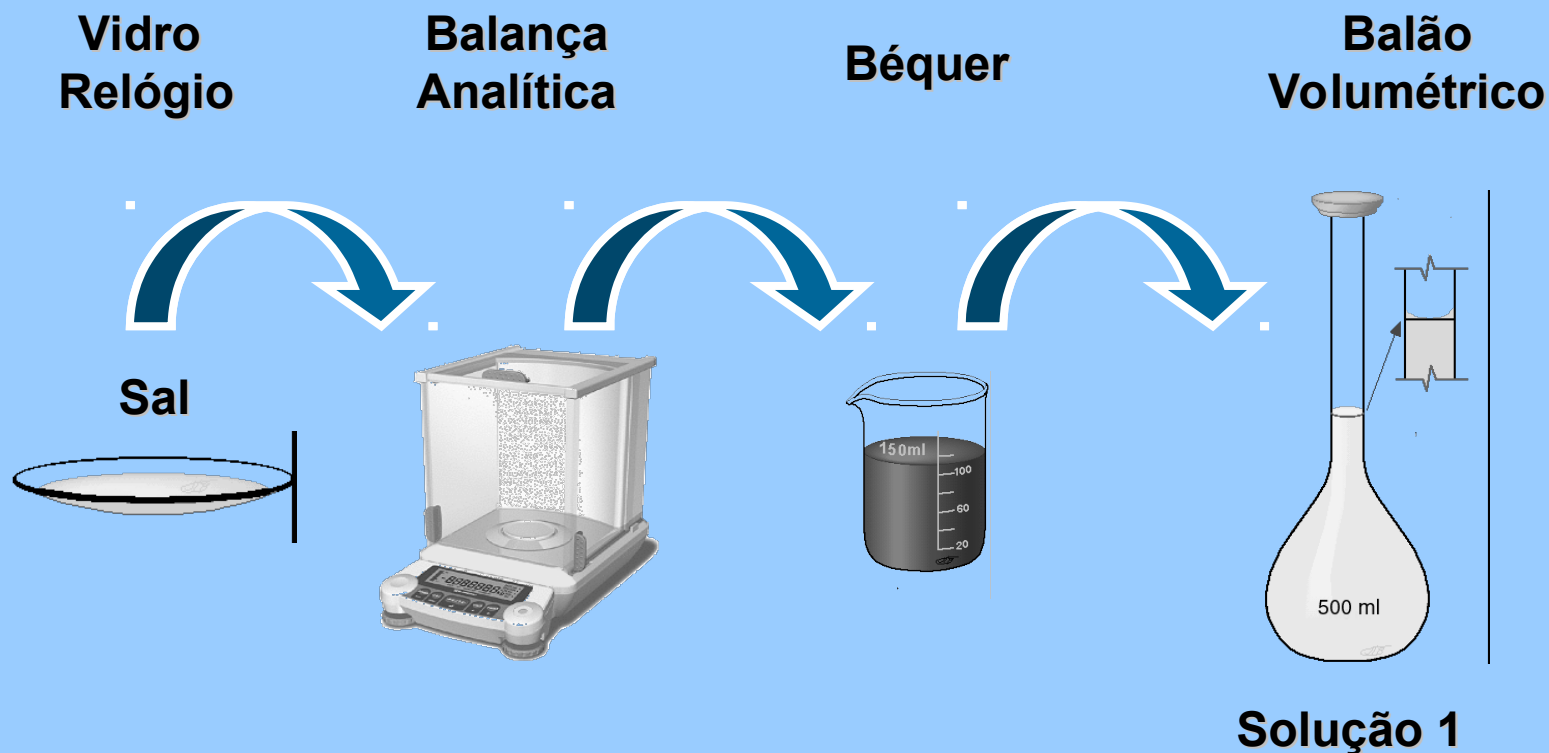 Vidro
Relógio
Balança
Analítica
Béquer
Balão
Volumétrico
Sal
150ml
100
60
20
500 ml
Solução 1